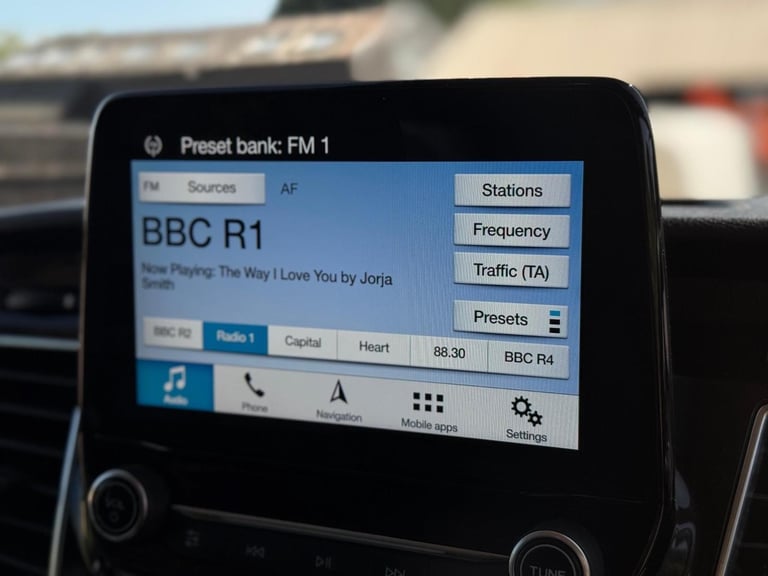 Preset bank: FM 1
FM Sources AF Stations
BBC R1
Frequency
Now Playing: The Way I Love You by Jorja
Smith
Traffic (TA)
Presets
BBC R2 Radio 1 Capital Heart 88.30 BBC R4
Audio Phone Navigation Mobile apps Settings
VOL
TUNE